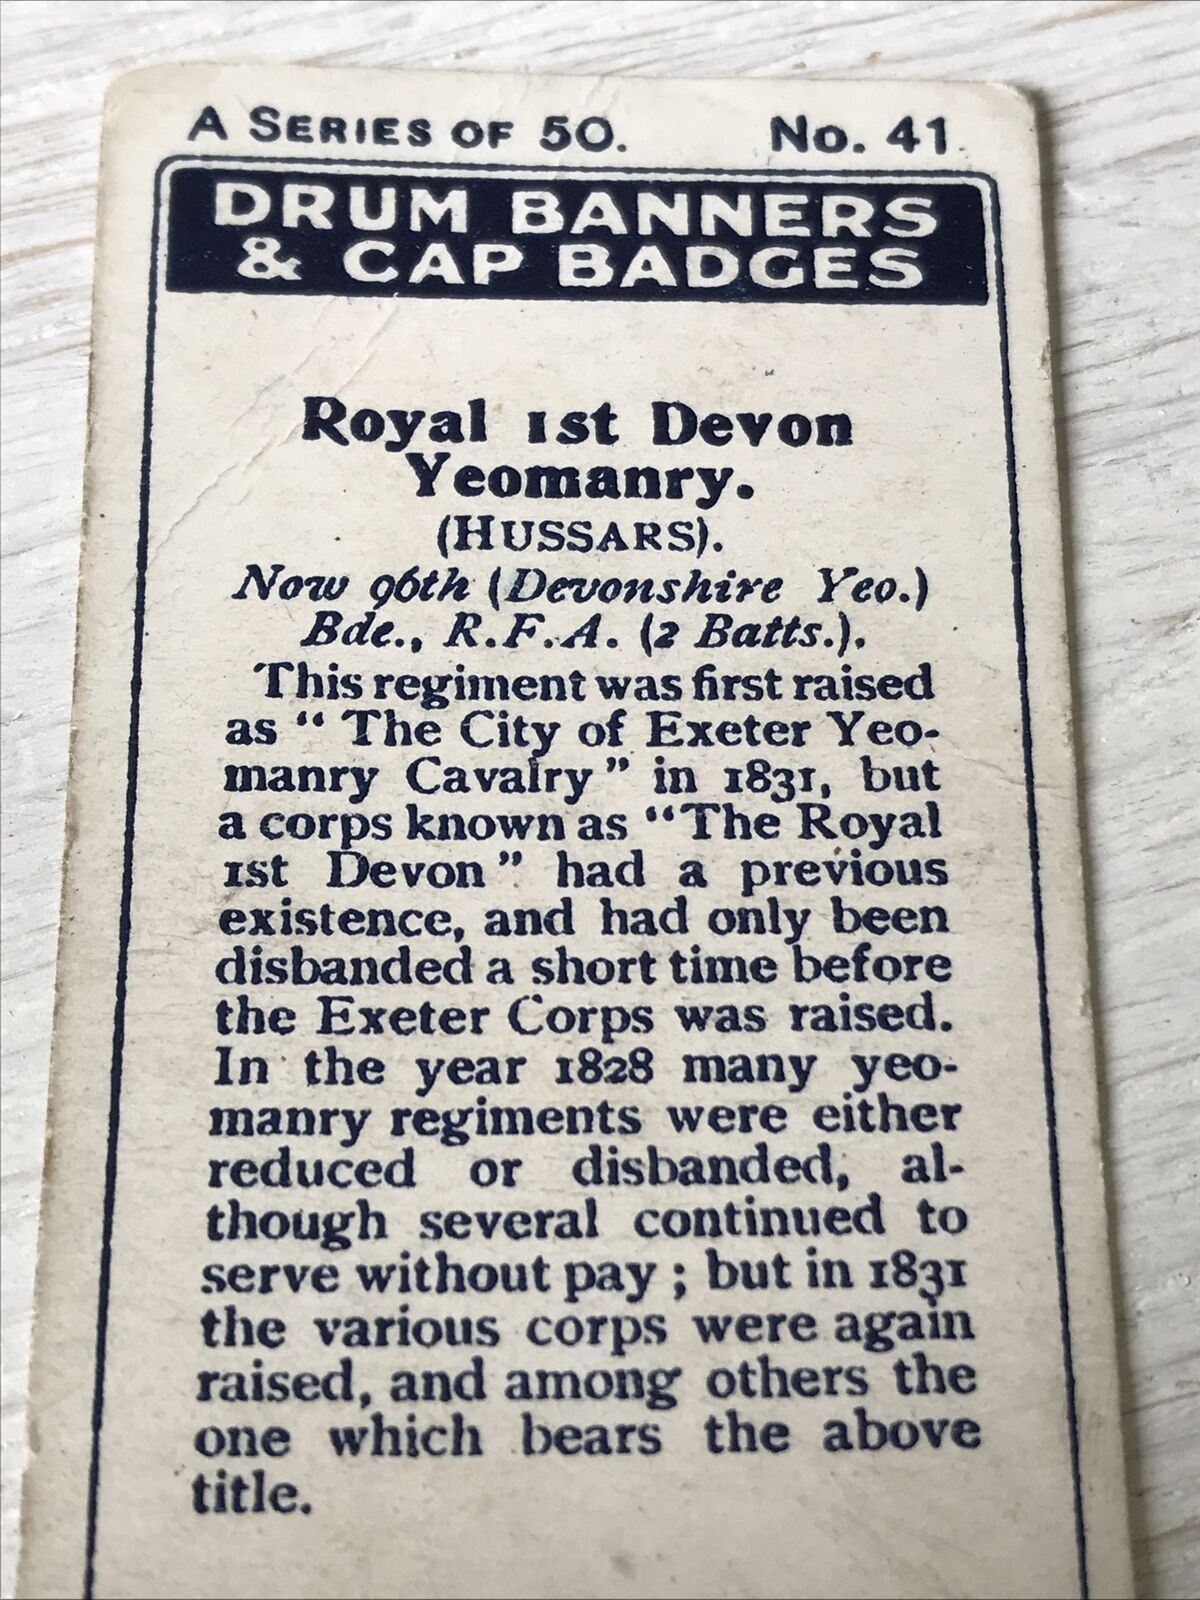 A SERIES OF 50. No. 41.
DRUM BANNERS
& CAP BADGES
Royal 1st Devon
Yeomanry.
(HUSSARS).
Now 96th (Devonshire Yeo.)
Bde., R.F.A. (2 Batts.).
This regiment was first raised
as “ The City of Exeter Yeo-
manry Cavalry ” in 1831, but
a corps known as “The Royal
1st Devon ” had a previous
existence, and had only been
disbanded a short time before
the Exeter Corps was raised.
In the year 1828 many yeo-
manry regiments were either
reduced or disbanded, al-
though several continued to
serve without pay ; but in 1831
the various corps were again
raised, and among others the
one which bears the above
title.